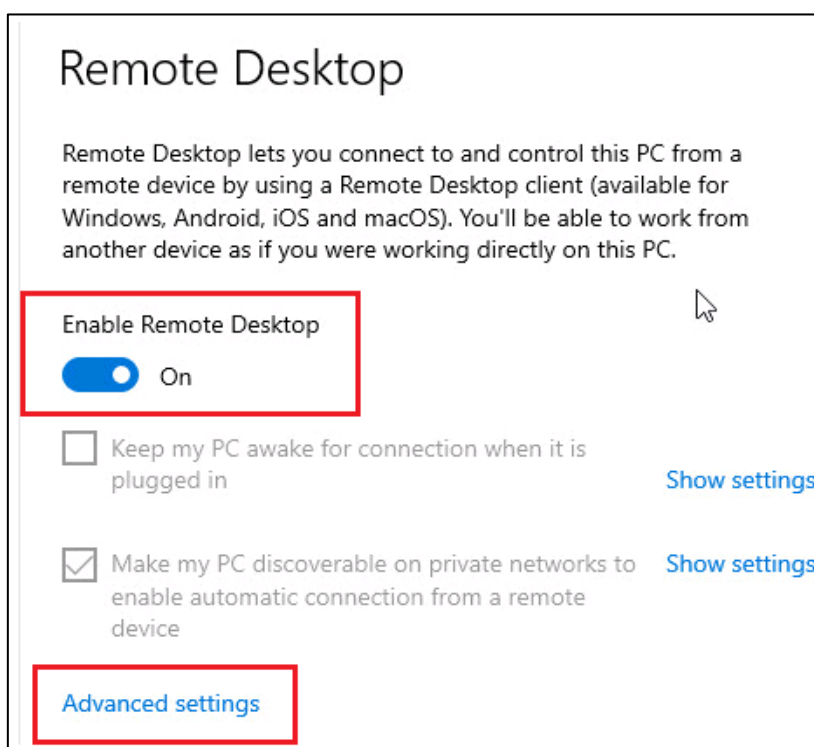 Remote Desktop
Remote Desktop lets you connect to and control this PC from a
remote device by using a Remote Desktop client (available for
Windows, Android, iOS and macOS). You'll be able to work from
another device as if you were working directly on this PC.
Enable Remote Desktop
On
Keep my PC awake for connection when it is
plugged in
Show settings
Make my PC discoverable on private networks to
enable automatic connection from a remote
device
Show settings
Advanced settings